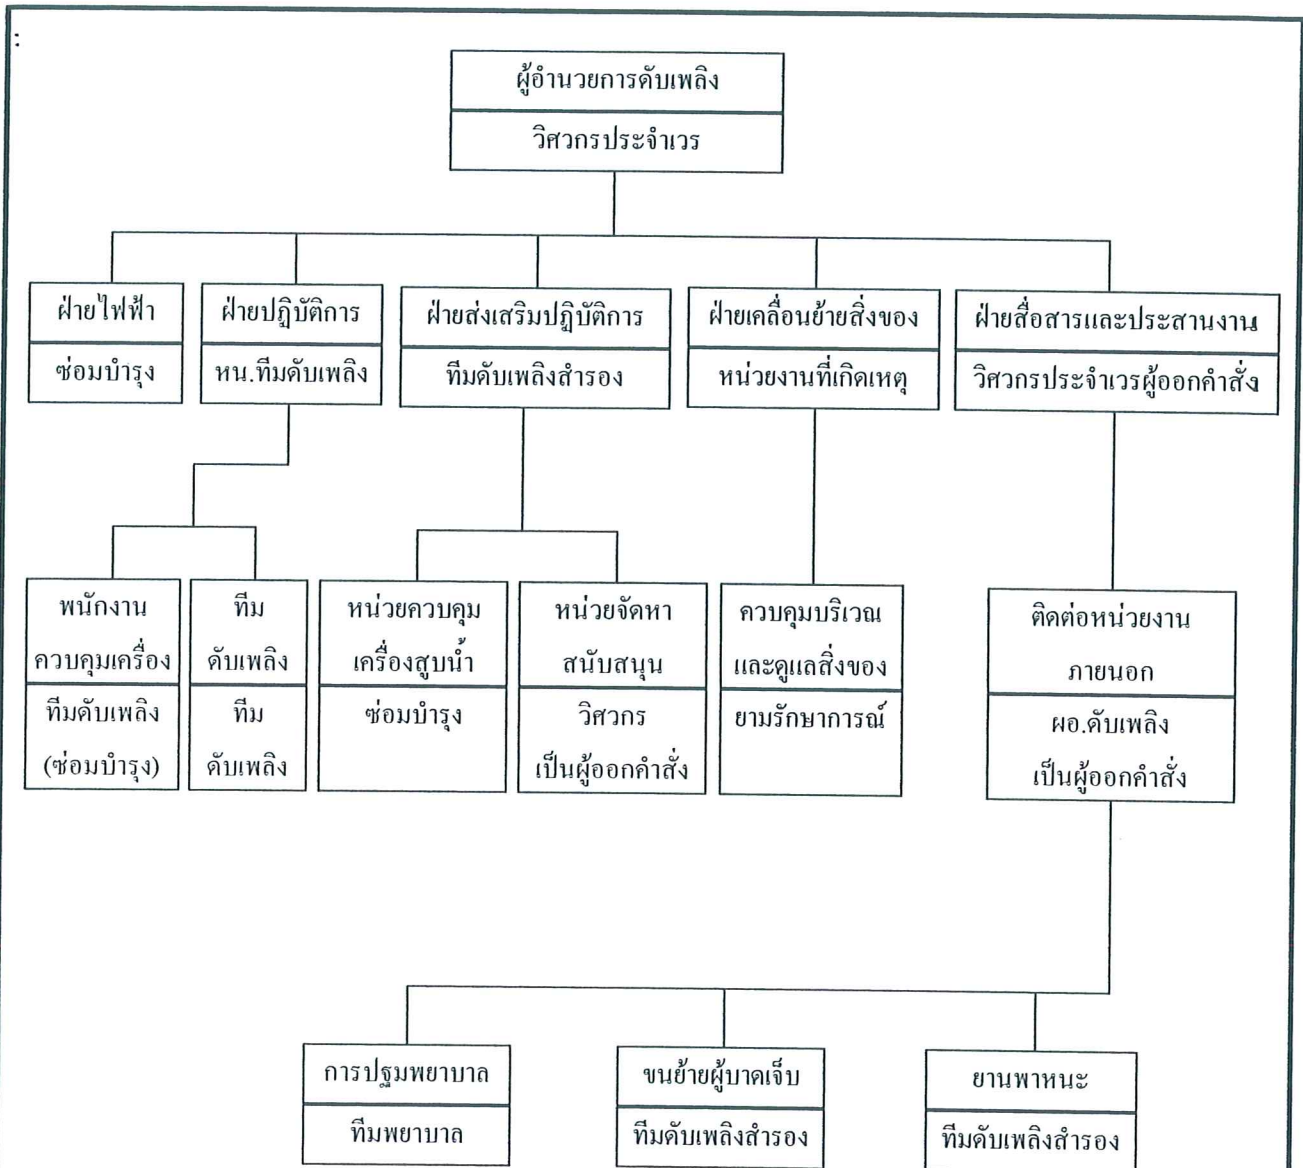 :
ผู้อำนวยการดับเพลิง
วิศวกรประจำเวร
ฝ่ายไฟฟ้า
ซ่อมบำรุง
ฝ่ายปฏิบัติการ
หน.ทีมดับเพลิง
ฝ่ายส่งเสริมปฏิบัติการ
ทีมดับเพลิงสำรอง
ฝ่ายเคลื่อนย้ายสิ่งของ
หน่วยงานที่เกิดเหตุ
ฝ่ายสื่อสารและประสานงาน
วิศวกรประจำเวรผู้ออกคำสั่ง
พนักงาน
ควบคุมเครื่อง
ทีมดับเพลิง
(ซ่อมบำรุง)
ทีม
ดับเพลิง
ทีม
ดับเพลิง
หน่วยควบคุม
เครื่องสูบน้ำ
ซ่อมบำรุง
หน่วยจัดหา
สนับสนุน
วิศวกร
เป็นผู้ออกคำสั่ง
ควบคุมบริเวณ
และดูแลสิ่งของ
ยามรักษาการณ์
ติดต่อหน่วยงาน
ภายนอก
ผอ.ดับเพลิง
เป็นผู้ออกคำสั่ง
การปฐมพยาบาล
ทีมพยาบาล
ขนย้ายผู้บาดเจ็บ
ทีมดับเพลิงสำรอง
ยานพาหนะ
ทีมดับเพลิงสำรอง